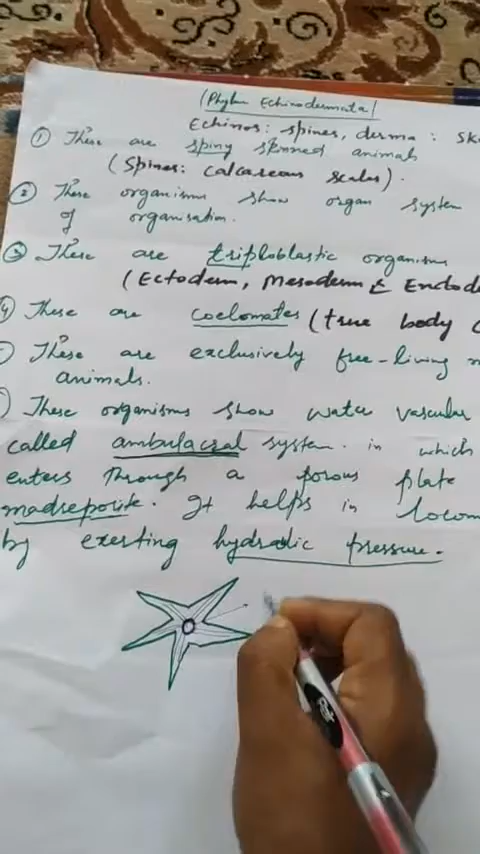 (Phylum Echinodermata)
Echinos: spines, derma: sk
① These are spiny skinned animals
(Spines: calcareous scales).
② These organisms show organ system
of organisation.
③ These are triploblastic organisms
(Ectoderm, Mesoderm & Endode
④ These are coelomates (true body c
These are exclusively free-living m
animals.
These organisms show water vascular
called ambulacral system. in which
enters through a porous plate
madreporite. It helps in locom
by exerting hydraulic pressure.